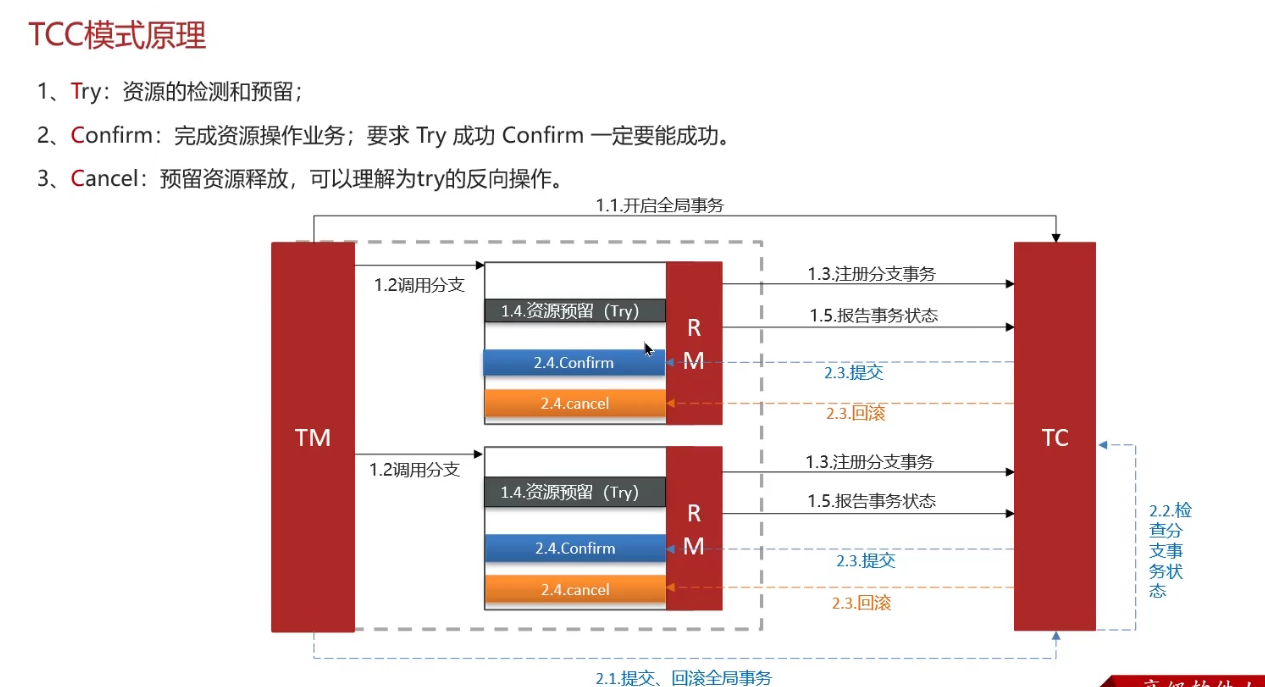 TCC模式原理
1、Try：资源的检测和预留；
2、Confirm：完成资源操作业务；要求 Try 成功 Confirm 一定要能成功。
3、Cancel：预留资源释放，可以理解为try的反向操作。
1.1.开启全局事务
TM
1.2调用分支
1.4.资源预留（Try）
2.4.Confirm
2.4.cancel
RM
1.3.注册分支事务
1.5.报告事务状态
2.3.提交
2.3.回滚
TC
1.2调用分支
1.4.资源预留（Try）
2.4.Confirm
2.4.cancel
RM
1.3.注册分支事务
1.5.报告事务状态
2.3.提交
2.3.回滚
2.2.检
查分
支事
务状
态
2.1.提交、回滚全局事务